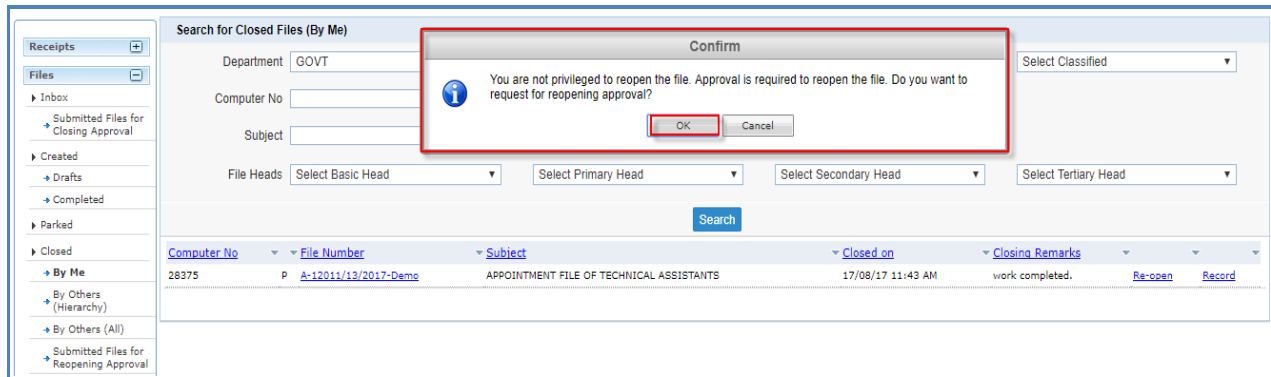 Receipts
Files
Inbox
Submitted Files for
Closing Approval
Created
Drafts
Completed
Parked
Closed
By Me
By Others
(Hierarchy)
By Others (All)
Submitted Files for
Reopening Approval
Search for Closed Files (By Me)
Department GOVT
Select Classified
Computer No
Subject
Confirm
You are not privileged to reopen the file. Approval is required to reopen the file. Do you want to
request for reopening approval?
OK Cancel
File Heads Select Basic Head Select Primary Head Select Secondary Head Select Tertiary Head
Search
Computer No File Number Subject Closed on Closing Remarks
28375 P A-12011/13/2017-Demo APPOINTMENT FILE OF TECHNICAL ASSISTANTS 17/08/17 11:43 AM work completed. Re-open Record